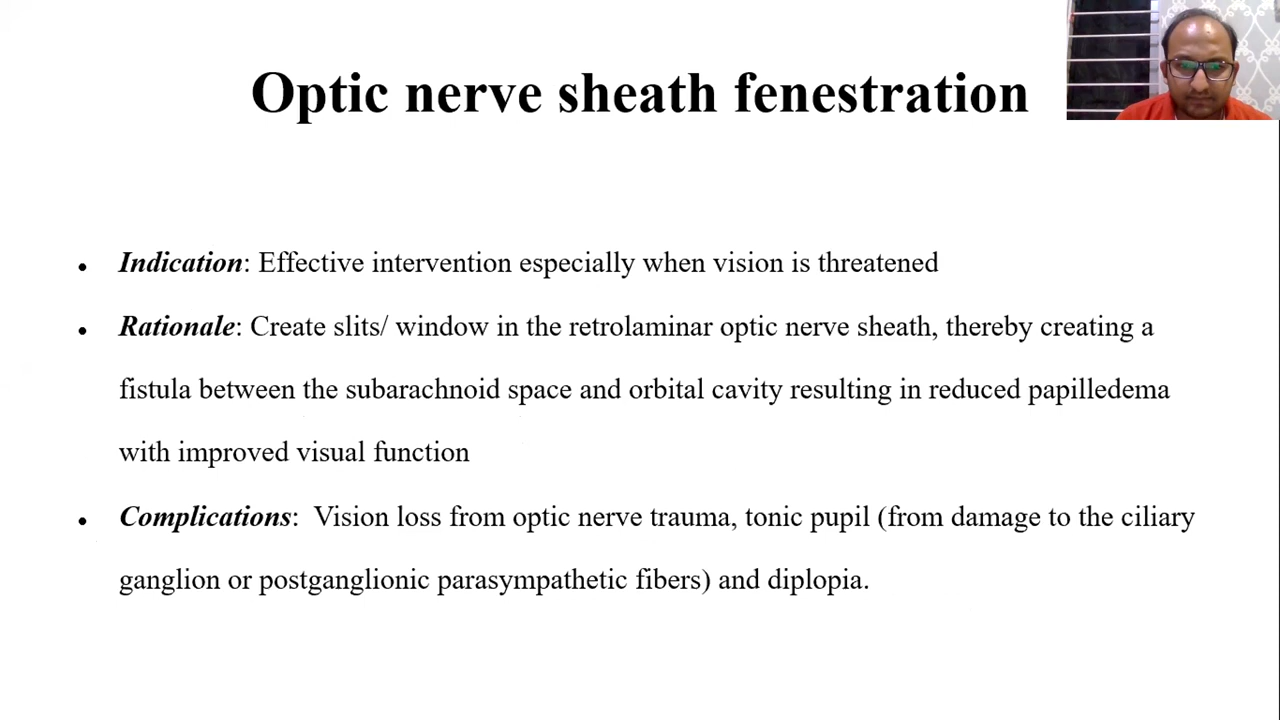 Optic nerve sheath fenestration
• Indication: Effective intervention especially when vision is threatened
• Rationale: Create slits/ window in the retrolaminar optic nerve sheath, thereby creating a
fistula between the subarachnoid space and orbital cavity resulting in reduced papilledema
with improved visual function
• Complications:  Vision loss from optic nerve trauma, tonic pupil (from damage to the ciliary
ganglion or postganglionic parasympathetic fibers) and diplopia.